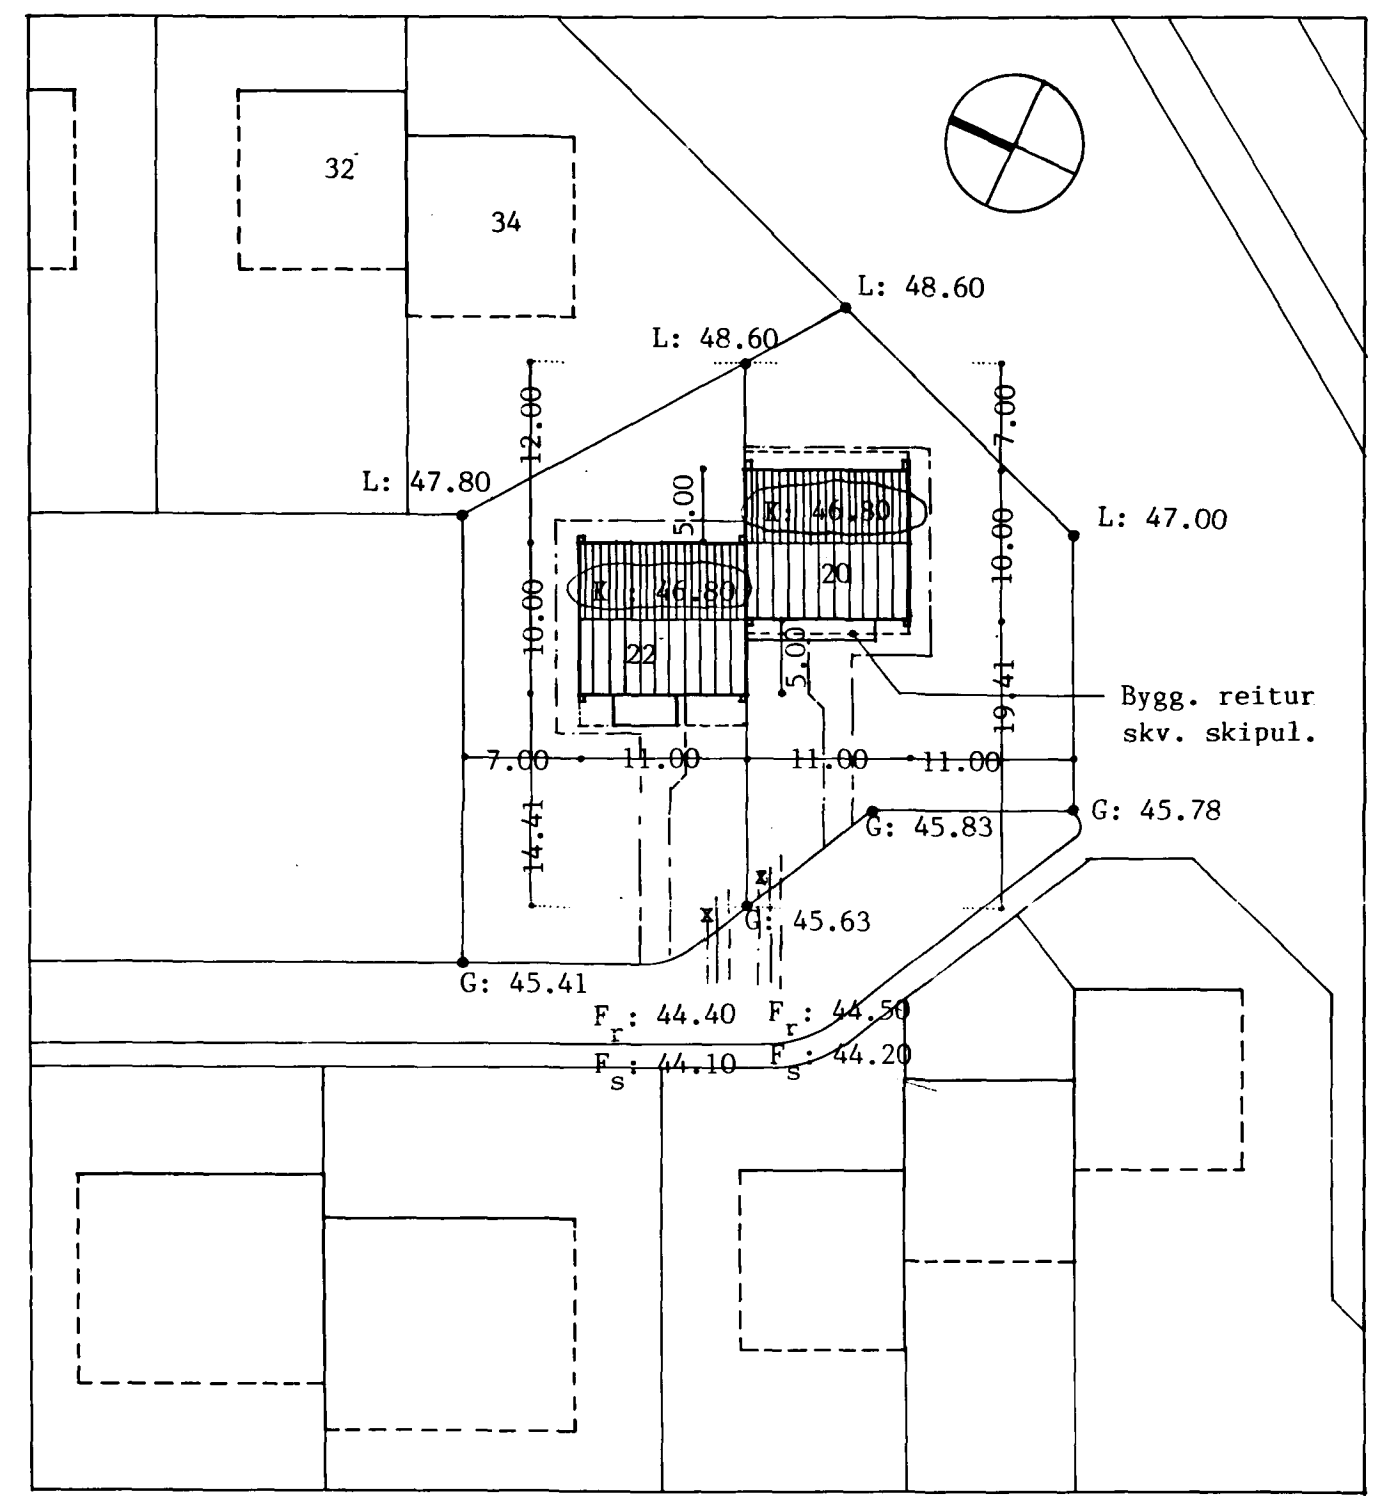 32
34
L: 48.60
L: 48.60
12.00
7.00
L: 47.80
5.00
K: 46.80
L: 47.00
10.00
20
K : 46.80
10.00
22
5.00
19.41
Bygg. reitur
skv. skipul.
7.00
11.00
11.00
11.00
14.41
G: 45.83
G: 45.78
x
x
G: 45.63
G: 45.41
Fr: 44.40
Fr: 44.50
Fs: 44.10
Fs: 44.20